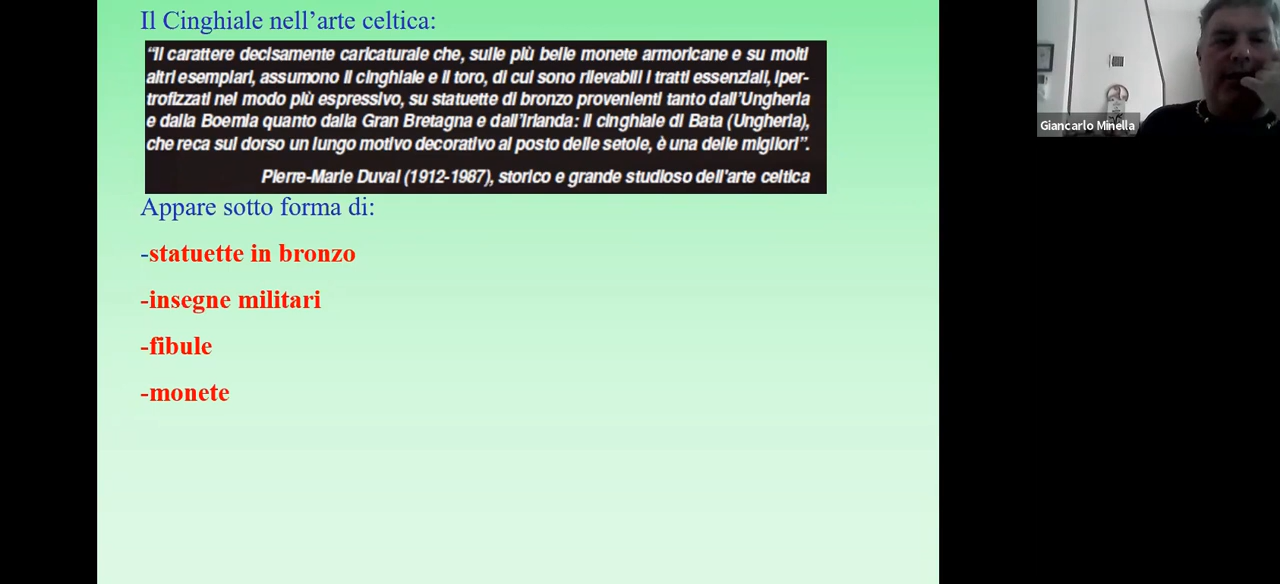 Il Cinghiale nell’arte celtica:
“Il carattere decisamente caricaturale che, sulle più belle monete armoricane e su molti
altri esemplari, assumono il cinghiale e il toro, di cui sono rilevabili i tratti essenziali, iper-
trofizzati nel modo più espressivo, su statuette di bronzo provenienti tanto dall’Ungheria
e dalla Boemia quanto dalla Gran Bretagna e dall’Irlanda: il cinghiale di Bata (Ungheria),
che reca sul dorso un lungo motivo decorativo al posto delle setole, è una delle migliori”.
Pierre-Marie Duval (1912-1987), storico e grande studioso dell’arte celtica
Appare sotto forma di:
-statuette in bronzo
-insegne militari
-fibule
-monete
Giancarlo Minella